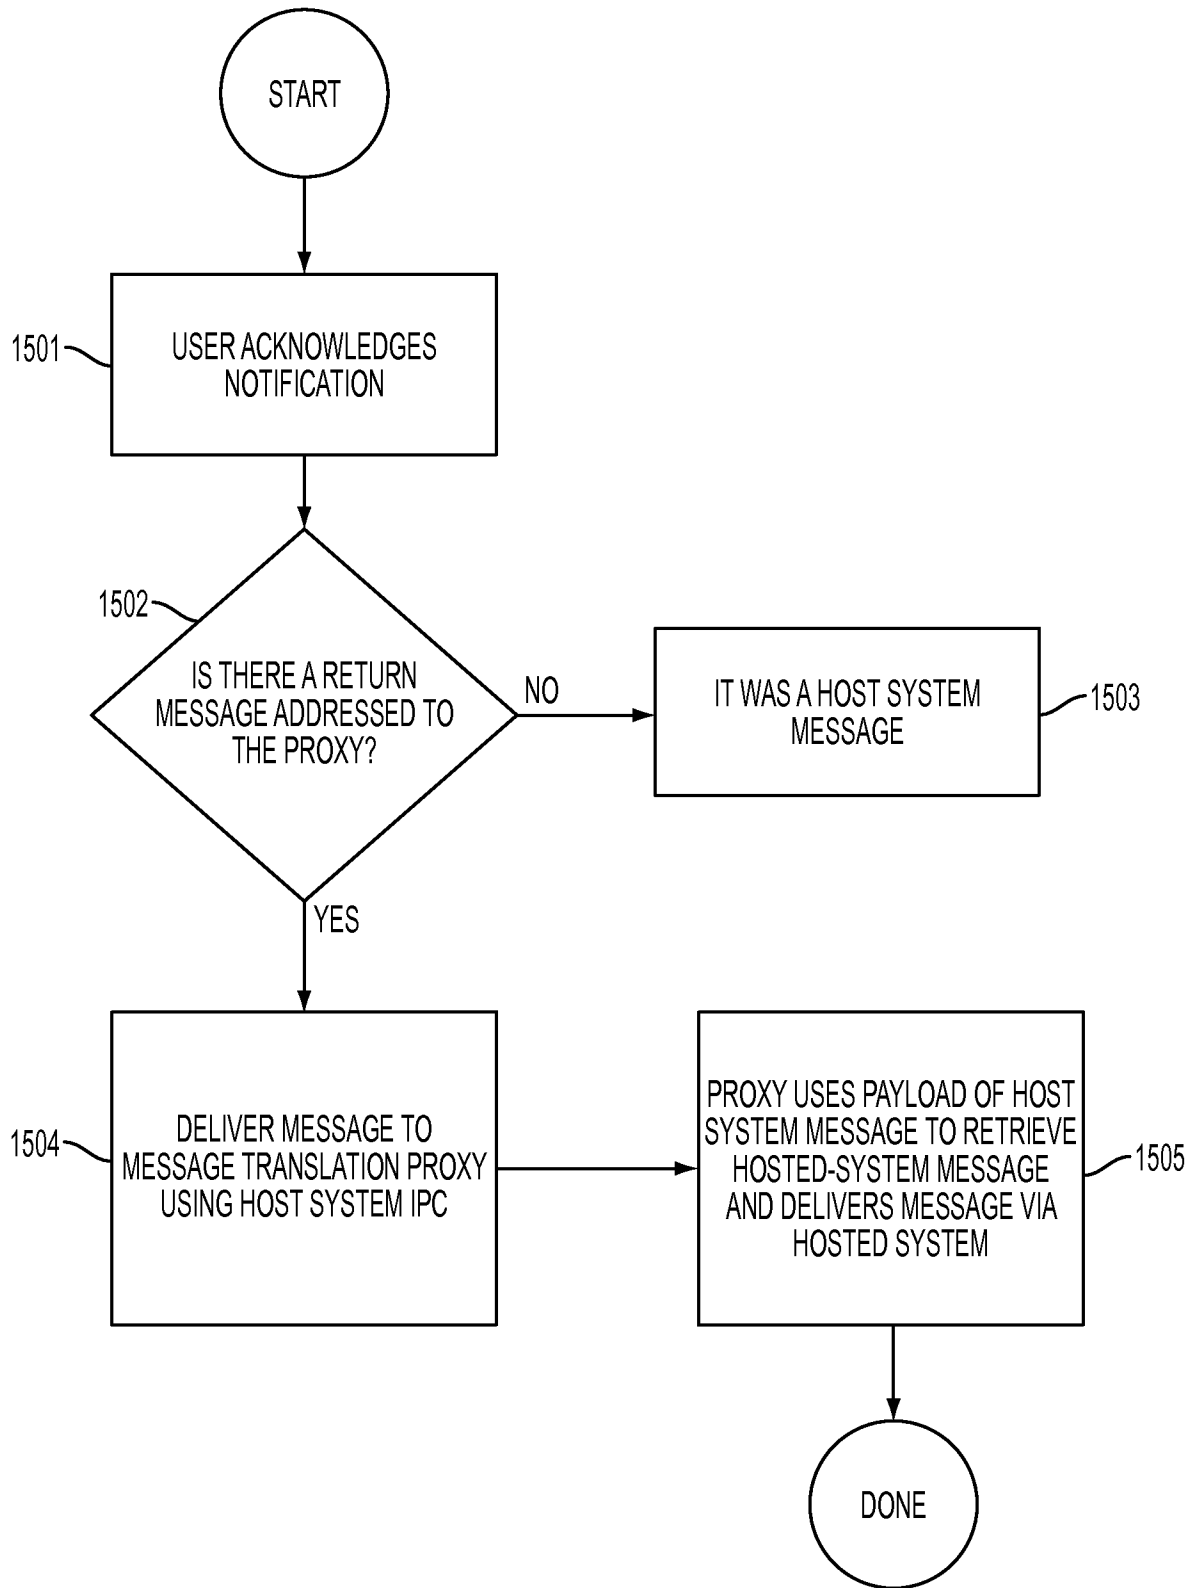 START
1501
USER ACKNOWLEDGES
NOTIFICATION
1502
IS THERE A RETURN
MESSAGE ADDRESSED TO
THE PROXY?
NO
IT WAS A HOST SYSTEM
MESSAGE
1503
YES
1504
DELIVER MESSAGE TO
MESSAGE TRANSLATION PROXY
USING HOST SYSTEM IPC
PROXY USES PAYLOAD OF HOST
SYSTEM MESSAGE TO RETRIEVE
HOSTED-SYSTEM MESSAGE
AND DELIVERS MESSAGE VIA
HOSTED SYSTEM
1505
DONE